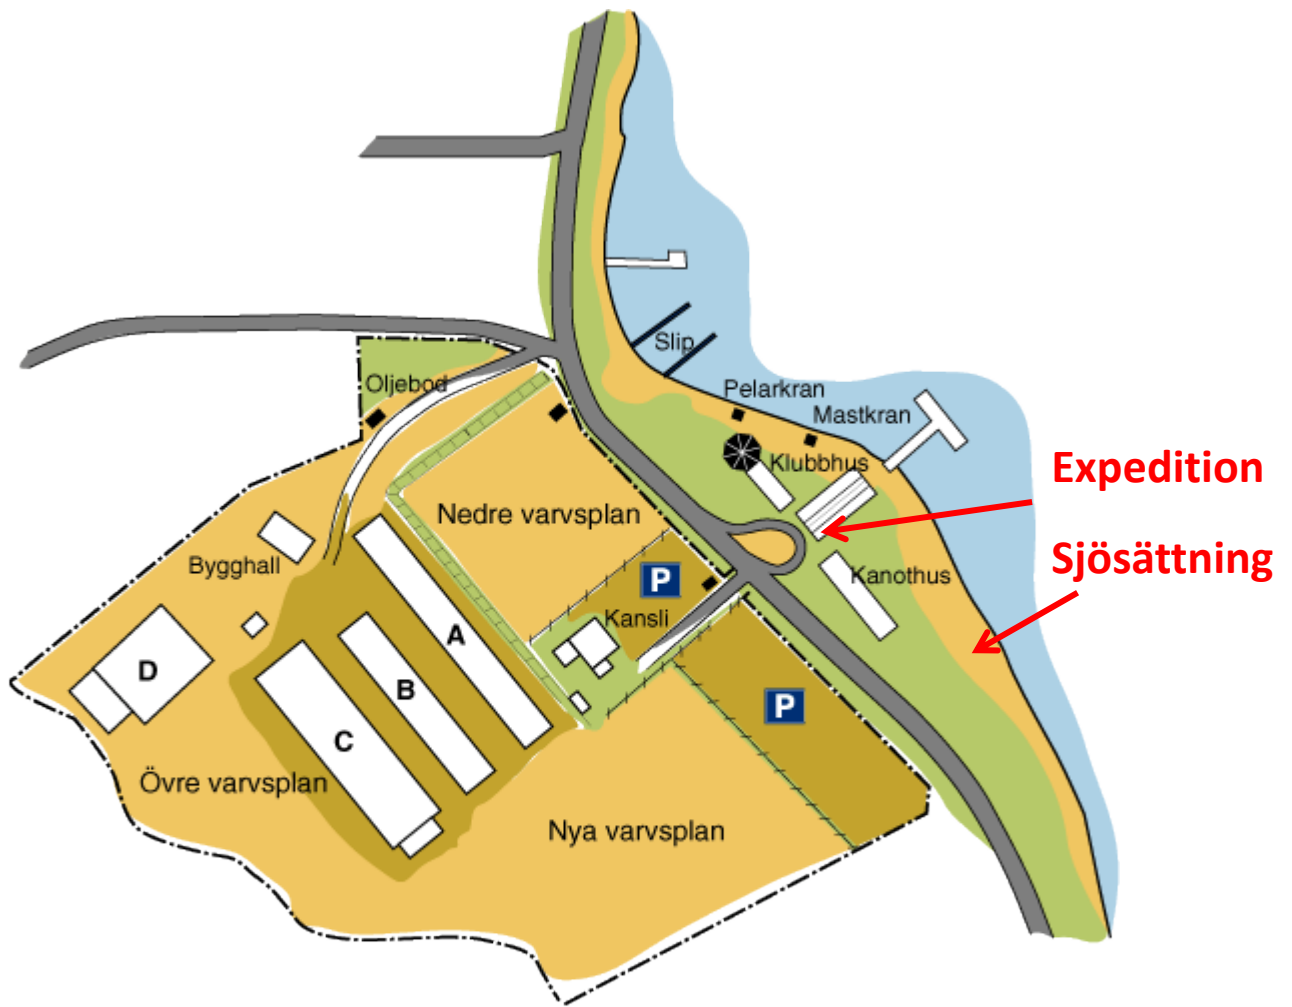 Slip
Oljebod
Pelarkran
Mastkran
Klubbhus
Expedition
Nedre varvsplan
Sjösättning
Bygghall
P
Kanothus
Kansli
A
D
B
P
C
Övre varvsplan
Nya varvsplan